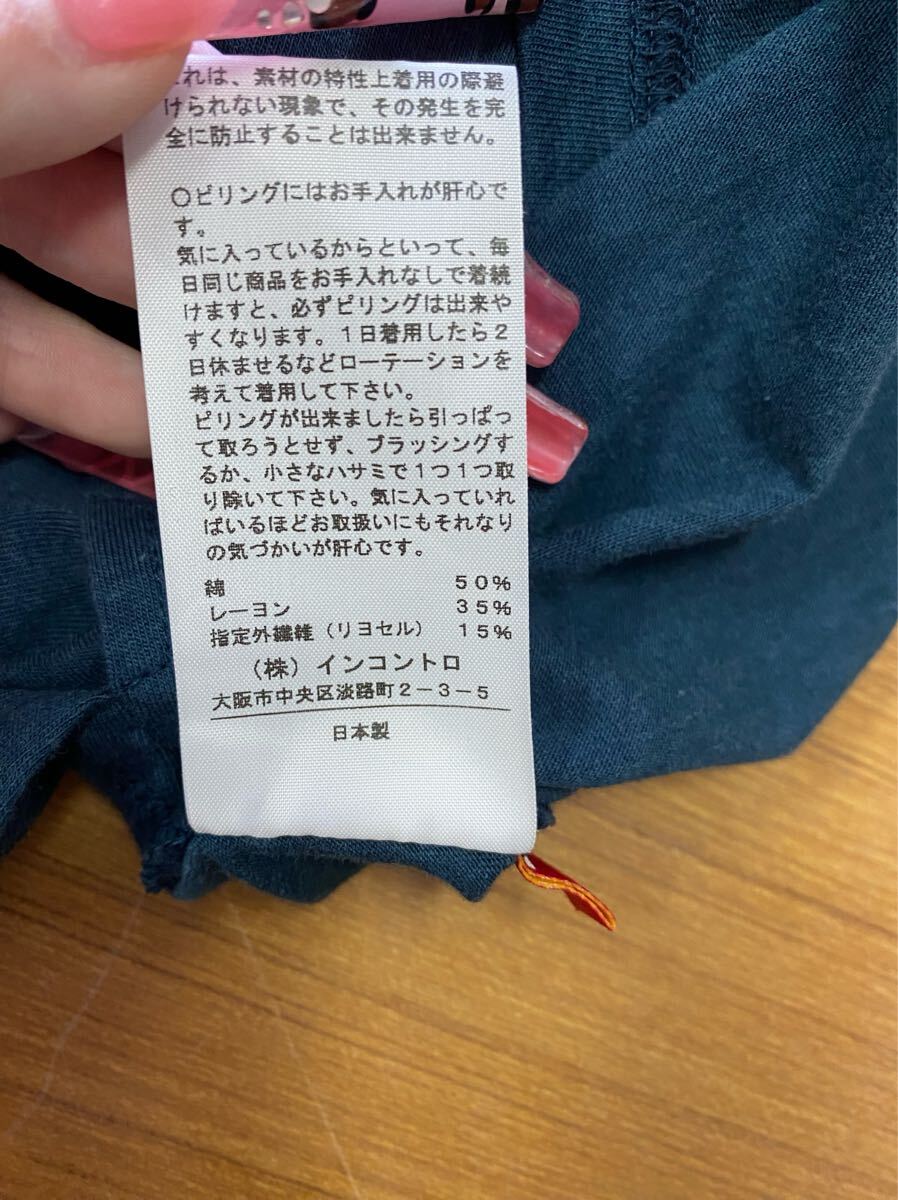 れは、素材の特性上着用の際避
けられない現象で、その発生を完
全に防止することは出来ません。
○ピリングにはお手入れが肝心で
す。
気に入っているからといって、毎
日同じ商品をお手入れなしで着続
けますと、必ずピリングは出来や
すくなります。1日着用したら2
日休ませるなどローテーションを
考えて着用して下さい。
ピリングが出来ましたら引っぱっ
て取ろうとせず、ブラッシングす
るか、小さなハサミで1つ1つ取
り除いて下さい。気に入っていれ
ばいるほどお取扱いにもそれなり
の気づかいが肝心です。
綿 50%
レーヨン 35%
指定外繊維(リヨセル) 15%
(株)インコントロ
大阪市中央区淡路町2-3-5
日本製